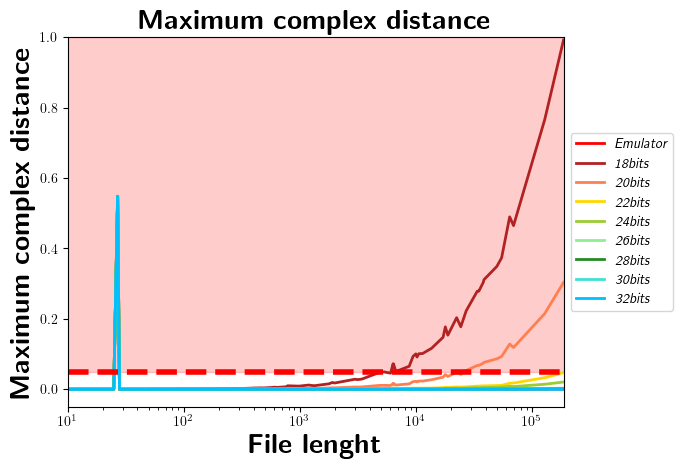 Maximum complex distance
Maximum complex distance
1.0
0.8
0.6
0.4
0.2
0.0
10^1
10^2
10^3
10^4
10^5
File lenght
Emulator
18bits
20bits
22bits
24bits
26bits
28bits
30bits
32bits